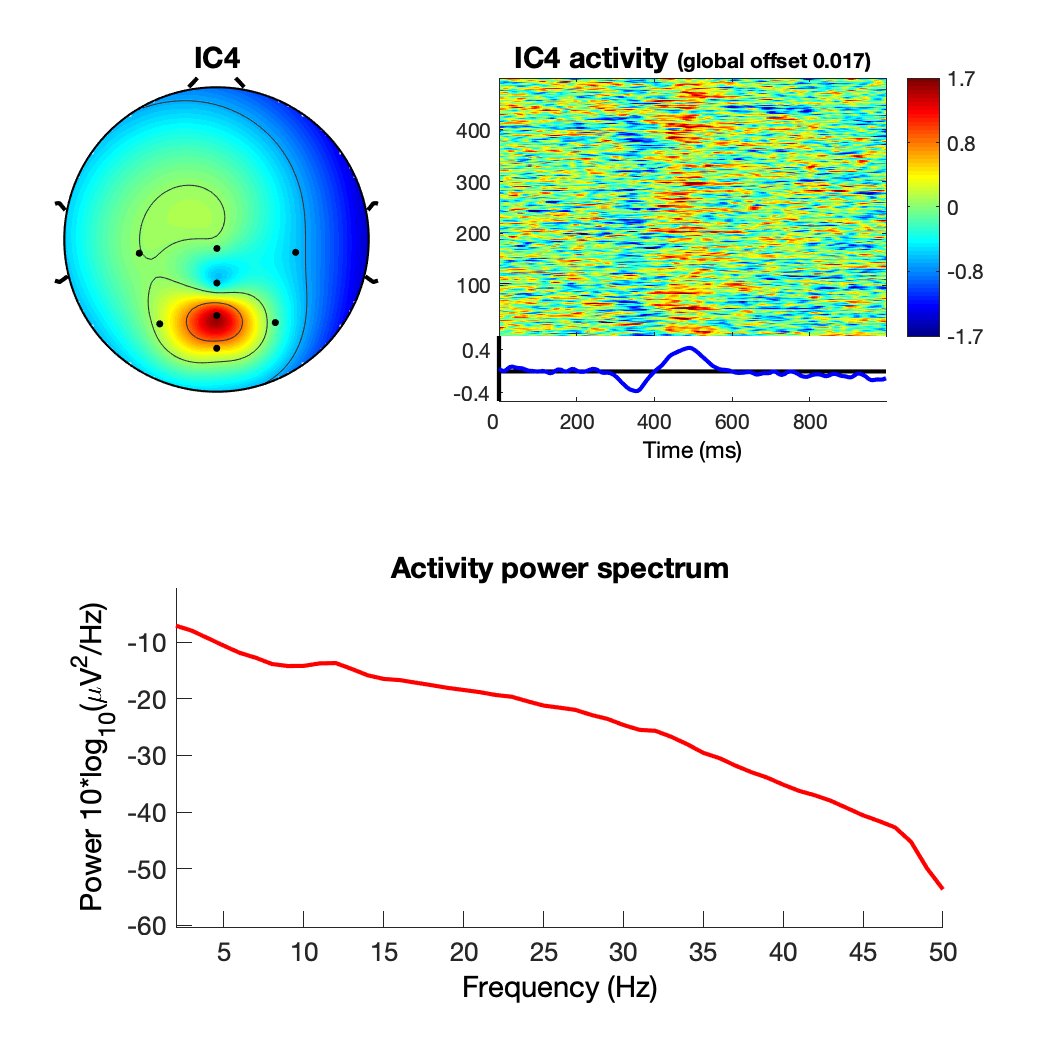 IC4
IC4 activity (global offset 0.017)
400
300
200
100
1.7
0.8
0
-0.8
-1.7
0.4
-0.4
0 200 400 600 800
Time (ms)
Activity power spectrum
Power 10*log10(μV2/Hz)
-10
-20
-30
-40
-50
-60
5 10 15 20 25 30 35 40 45 50
Frequency (Hz)